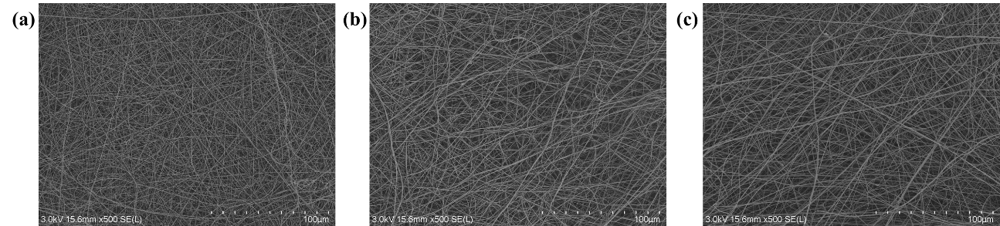 (a)
(b)
(c)
3.0kV 15.6mm x500 SE(L) 100μm
3.0kV 15.6mm x500 SE(L) 100μm
3.0kV 15.6mm x500 SE(L) 100μm